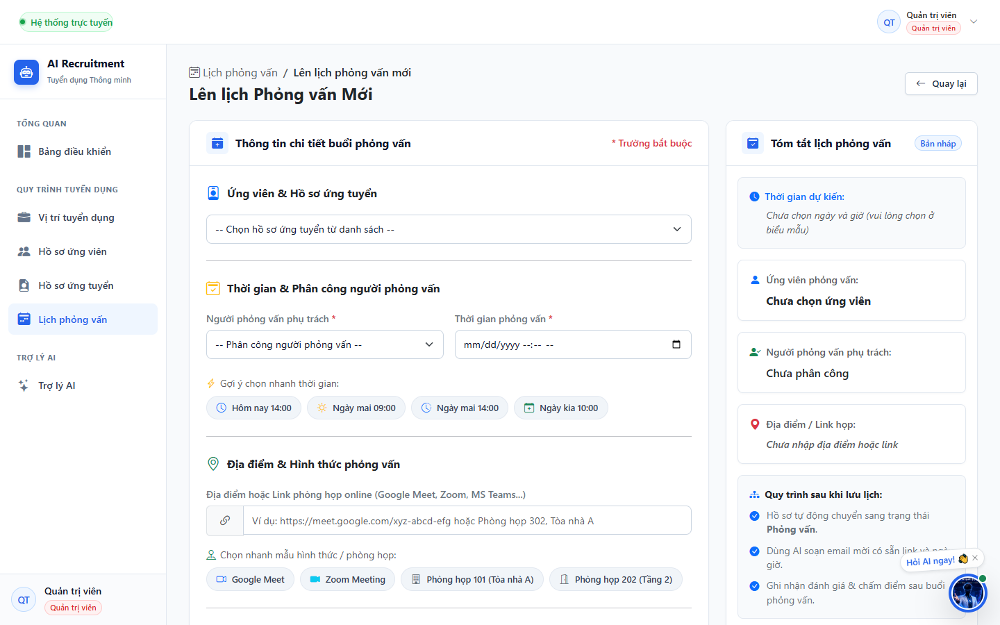 Hệ thống trực tuyến
QT
Quản trị viên
Quản trị viên
AI Recruitment
Tuyển dụng Thông minh
TỔNG QUAN
Bảng điều khiển
QUY TRÌNH TUYỂN DỤNG
Vị trí tuyển dụng
Hồ sơ ứng viên
Hồ sơ ứng tuyển
Lịch phỏng vấn
TRỢ LÝ AI
Trợ lý AI
QT
Quản trị viên
Quản trị viên
Lịch phỏng vấn / Lên lịch phỏng vấn mới
Lên lịch Phỏng vấn Mới
Quay lại
Thông tin chi tiết buổi phỏng vấn
* Trường bắt buộc
Ứng viên & Hồ sơ ứng tuyển
-- Chọn hồ sơ ứng tuyển từ danh sách --
Thời gian & Phân công người phỏng vấn
Người phỏng vấn phụ trách *
Thời gian phỏng vấn *
-- Phân công người phỏng vấn --
mm/dd/yyyy --:-- --
Gợi ý chọn nhanh thời gian:
Hôm nay 14:00
Ngày mai 09:00
Ngày mai 14:00
Ngày kia 10:00
Địa điểm & Hình thức phỏng vấn
Địa điểm hoặc Link phòng họp online (Google Meet, Zoom, MS Teams...)
Ví dụ: https://meet.google.com/xyz-abcd-efg hoặc Phòng họp 302, Tòa nhà A
Chọn nhanh mẫu hình thức / phòng họp:
Google Meet
Zoom Meeting
Phòng họp 101 (Tòa nhà A)
Phòng họp 202 (Tầng 2)
Tóm tắt lịch phỏng vấn
Bản nháp
Thời gian dự kiến:
Chưa chọn ngày và giờ (vui lòng chọn ở
biểu mẫu)
Ứng viên phỏng vấn:
Chưa chọn ứng viên
Người phỏng vấn phụ trách:
Chưa phân công
Địa điểm / Link họp:
Chưa nhập địa điểm hoặc link
Quy trình sau khi lưu lịch:
Hồ sơ tự động chuyển sang trạng thái
Phỏng vấn.
Dùng AI soạn email mời có sẵn link và ngày
giờ.
Ghi nhận đánh giá & chấm điểm sau buổi
phỏng vấn.
Hỏi AI ngay! 👏 ×